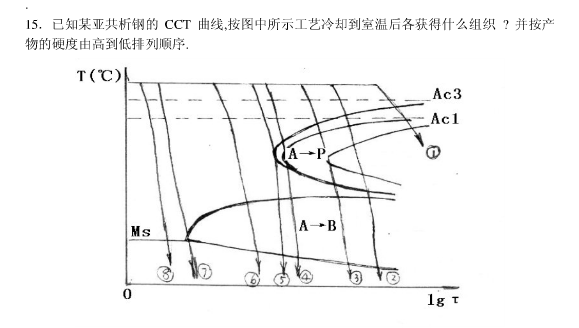 15. 已知某亚共析钢的 CCT 曲线,按图中所示工艺冷却到室温后各获得什么组织 ? 并按产
物的硬度由高到低排列顺序.
T(℃)
Ac3
Ac1
①
A→P
A→B
Ms
⑧ ⑦ ⑥ ⑤ ④ ③ ②
0
lg τ